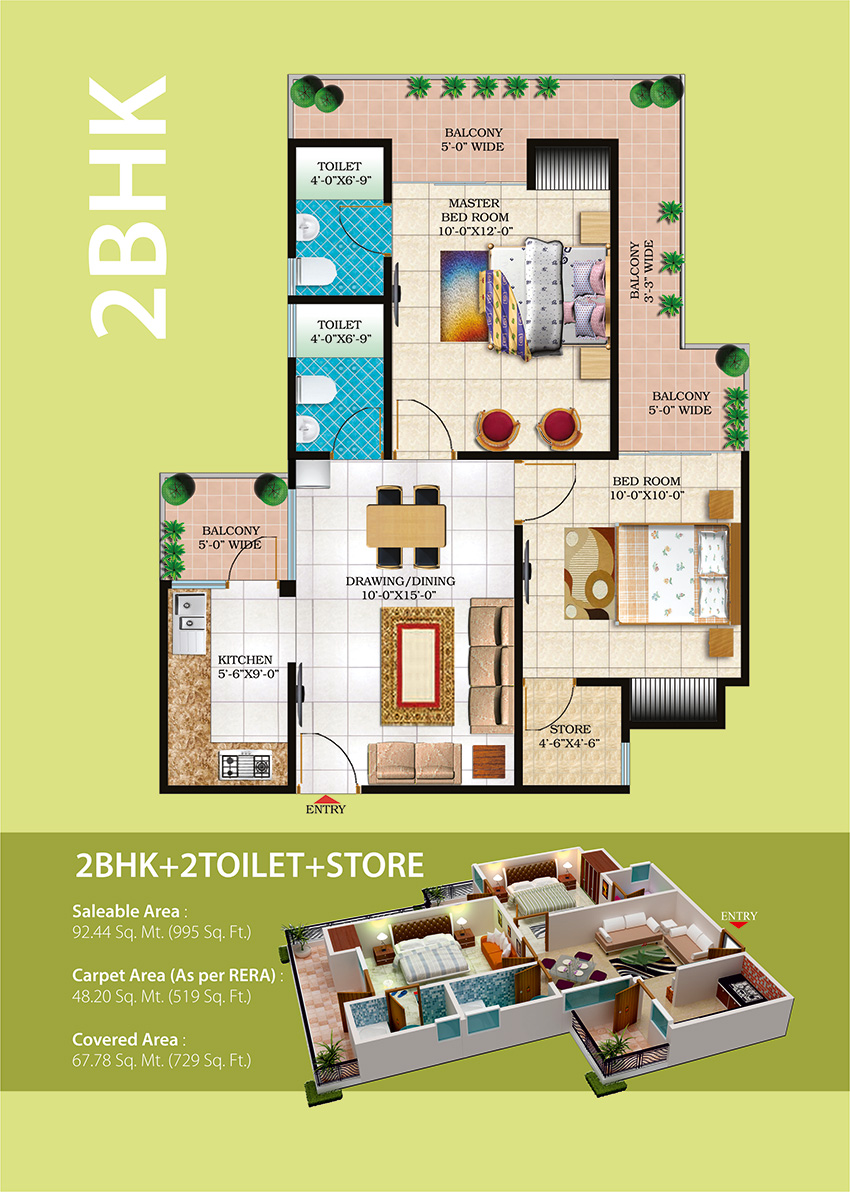 2BHK
BALCONY
5'-0" WIDE
TOILET
4'-0"X6'-9"
MASTER
BED ROOM
10'-0"X12'-0"
BALCONY
3'-3" WIDE
TOILET
4'-0"X6'-9"
BALCONY
5'-0" WIDE
BED ROOM
10'-0"X10'-0"
BALCONY
5'-0" WIDE
DRAWING/DINING
10'-0"X15'-0"
KITCHEN
5'-6"X9'-0"
STORE
4'-6"X4'-6"
ENTRY
2BHK+2TOILET+STORE
Saleable Area :
92.44 Sq. Mt. (995 Sq. Ft.)
ENTRY
Carpet Area (As per RERA) :
48.20 Sq. Mt. (519 Sq. Ft.)
Covered Area :
67.78 Sq. Mt. (729 Sq. Ft.)